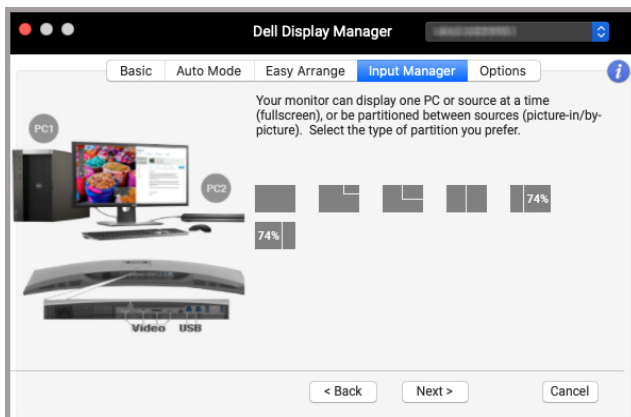 Dell Display Manager
Basic
Auto Mode
Easy Arrange
Input Manager
Options
i
Your monitor can display one PC or source at a time
(fullscreen), or be partitioned between sources (picture-in/by-
picture). Select the type of partition you prefer.
PC1
PC2
74%
74%
Video USB
< Back
Next >
Cancel